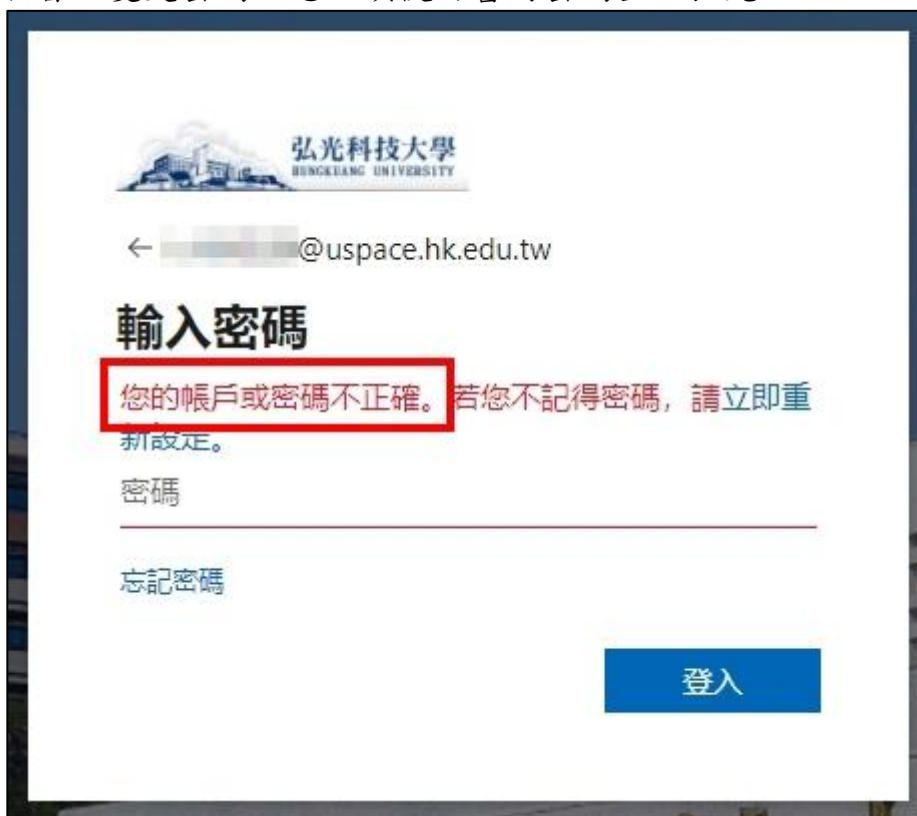 弘光科技大學
HUNGKUANG UNIVERSITY
← @uspace.hk.edu.tw
輸入密碼
您的帳戶或密碼不正確。若您不記得密碼，請立即重
新設定。
密碼
忘記密碼
登入